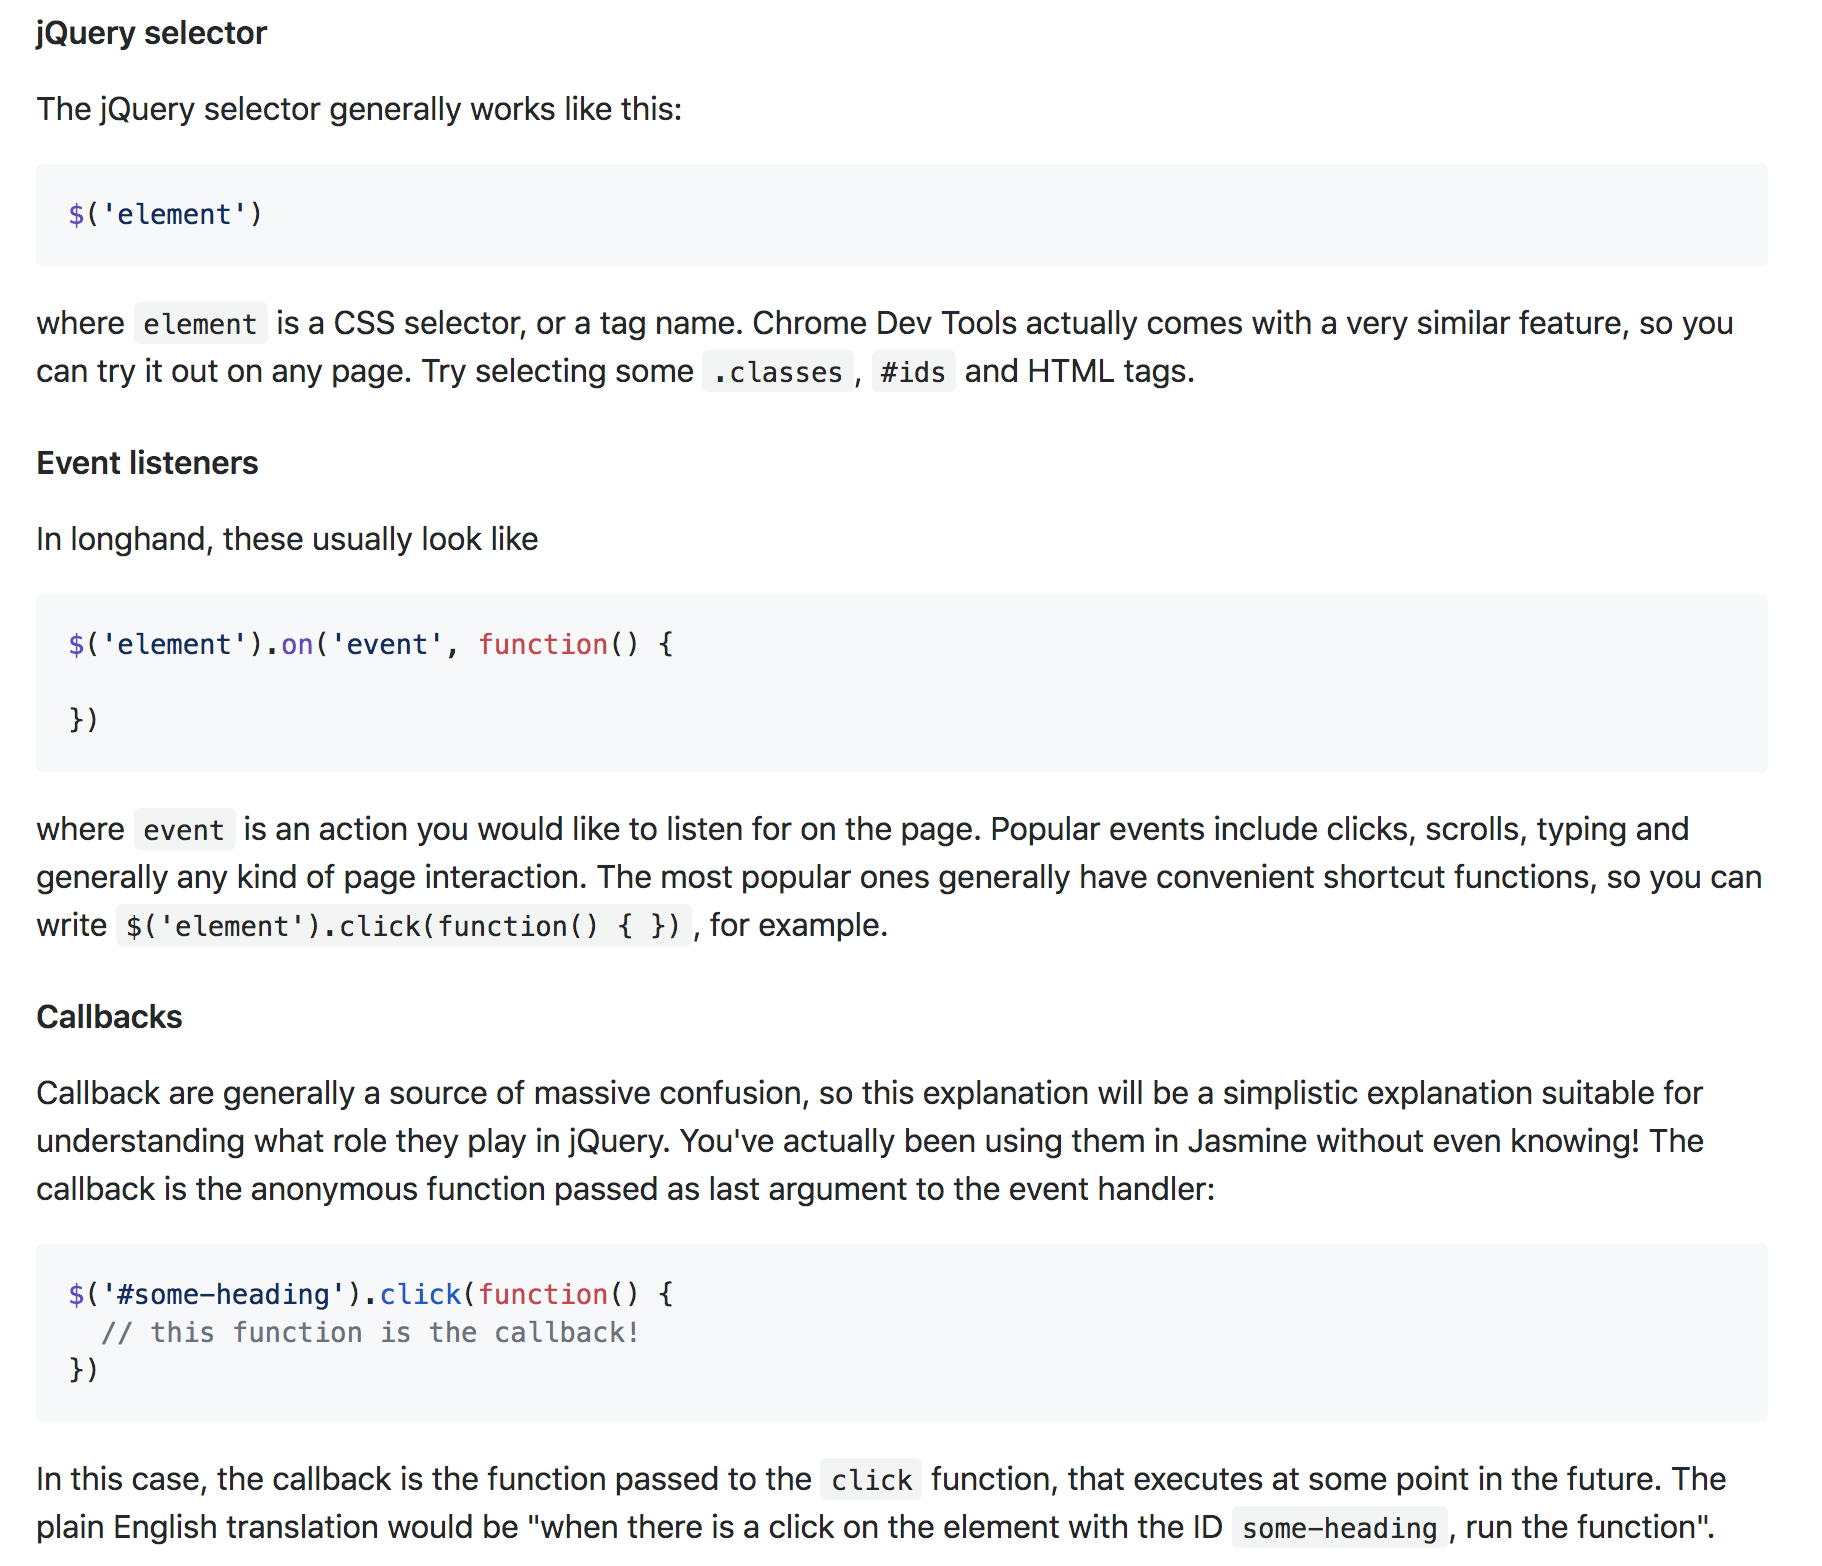 jQuery selector
The jQuery selector generally works like this:
$('element')
where element is a CSS selector, or a tag name. Chrome Dev Tools actually comes with a very similar feature, so you
can try it out on any page. Try selecting some .classes, #ids and HTML tags.
Event listeners
In longhand, these usually look like
$('element').on('event', function() {
})
where event is an action you would like to listen for on the page. Popular events include clicks, scrolls, typing and
generally any kind of page interaction. The most popular ones generally have convenient shortcut functions, so you can
write $('element').click(function() { }), for example.
Callbacks
Callback are generally a source of massive confusion, so this explanation will be a simplistic explanation suitable for
understanding what role they play in jQuery. You've actually been using them in Jasmine without even knowing! The
callback is the anonymous function passed as last argument to the event handler:
$('#some-heading').click(function() {
  // this function is the callback!
})
In this case, the callback is the function passed to the click function, that executes at some point in the future. The
plain English translation would be "when there is a click on the element with the ID some-heading, run the function".